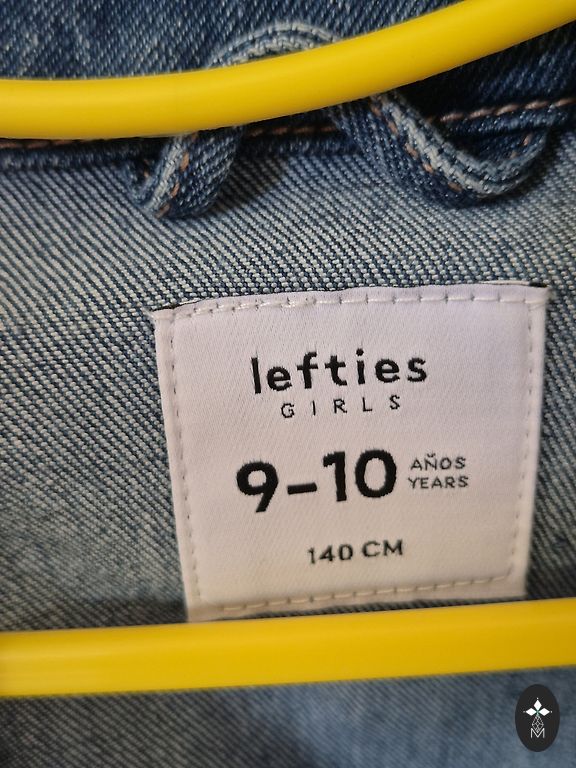 lefties
GIRLS
9-10 AÑOS
YEARS
140 CM